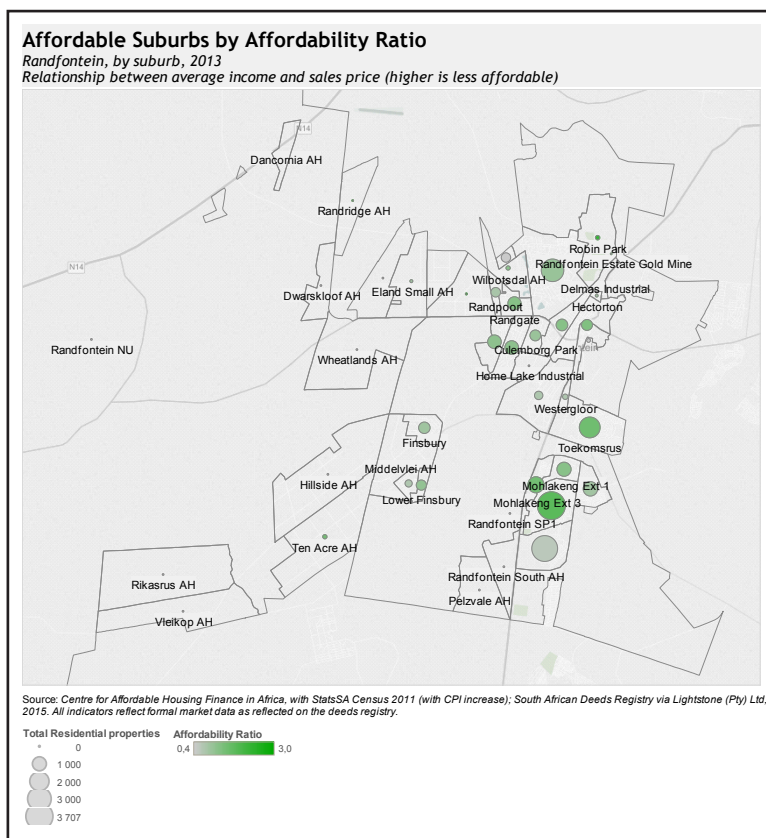 Affordable Suburbs by Affordability Ratio
Randfontein, by suburb, 2013
Relationship between average income and sales price (higher is less affordable)
N14
Dancornia AH
Randridge AH
Robin Park
Randfontein Estate Gold Mine
N14
Wilbotsdal AH
Dwarskloof AH
Eland Small AH
Delmas Industrial
Randpoort
Hectorton
Randgate
Randfontein NU
Culemborg Park
Wheatlands AH
Home Lake Industrial
Westergloor
Finsbury
Toekomsrus
Middelvlei AH
Hillside AH
Mohlakeng Ext 1
Lower Finsbury
Mohlakeng Ext 3
Randfontein SP1
Ten Acre AH
Rikasrus AH
Randfontein South AH
Pelzvale AH
Vleikop AH
Source: Centre for Affordable Housing Finance in Africa, with StatsSA Census 2011 (with CPI increase); South African Deeds Registry via Lightstone (Pty) Ltd,
2015. All indicators reflect formal market data as reflected on the deeds registry.
Total Residential properties
0
1 000
2 000
3 000
3 707
Affordability Ratio
0,4 3,0